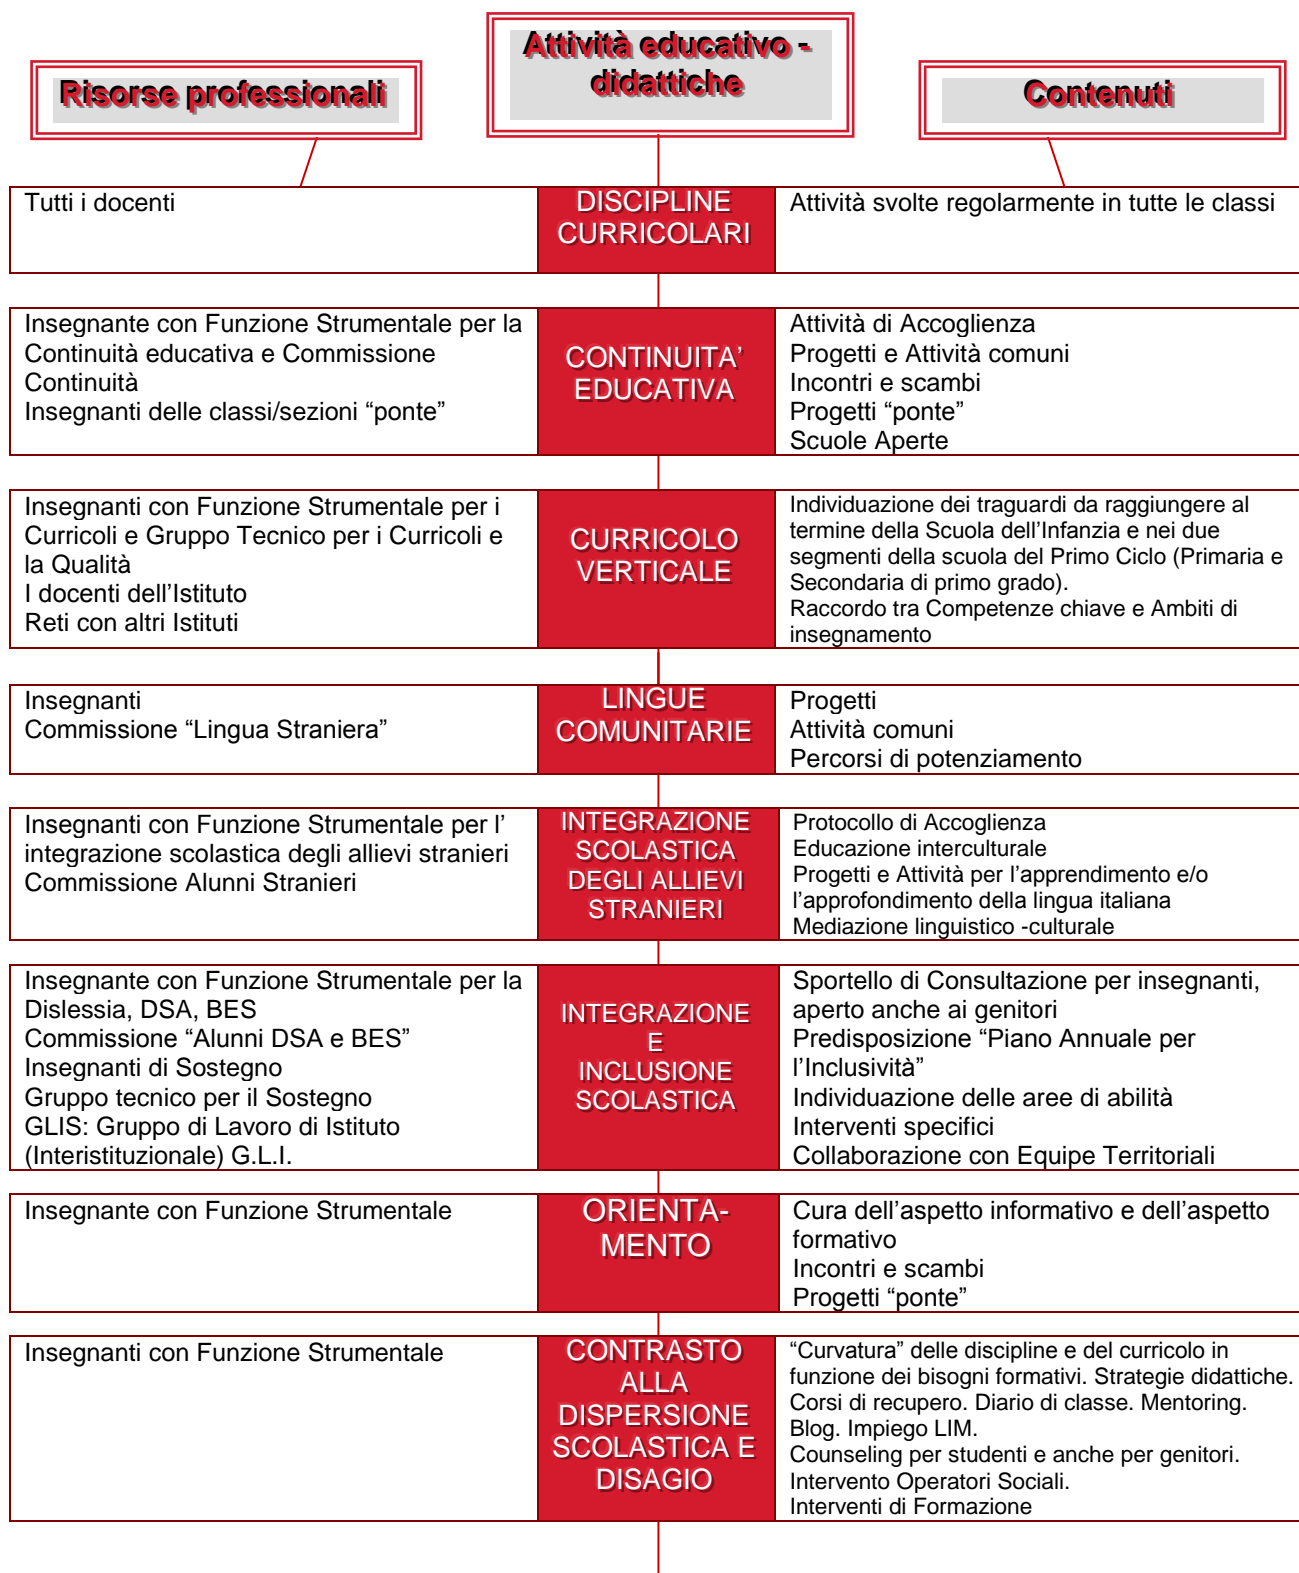 Risorse professionali
Attività educativo -
didattiche
Contenuti
Tutti i docenti
DISCIPLINE
CURRICOLARI
Attività svolte regolarmente in tutte le classi
Insegnante con Funzione Strumentale per la
Continuità educativa e Commissione
Continuità
Insegnanti delle classi/sezioni “ponte”
CONTINUITA’
EDUCATIVA
Attività di Accoglienza
Progetti e Attività comuni
Incontri e scambi
Progetti “ponte”
Scuole Aperte
Insegnanti con Funzione Strumentale per i
Curricoli e Gruppo Tecnico per i Curricoli e
la Qualità
I docenti dell’Istituto
Reti con altri Istituti
CURRICOLO
VERTICALE
Individuazione dei traguardi da raggiungere al
termine della Scuola dell’Infanzia e nei due
segmenti della scuola del Primo Ciclo (Primaria e
Secondaria di primo grado).
Raccordo tra Competenze chiave e Ambiti di
insegnamento
Insegnanti
Commissione “Lingua Straniera”
LINGUE
COMUNITARIE
Progetti
Attività comuni
Percorsi di potenziamento
Insegnanti con Funzione Strumentale per l’
integrazione scolastica degli allievi stranieri
Commissione Alunni Stranieri
INTEGRAZIONE
SCOLASTICA
DEGLI ALLIEVI
STRANIERI
Protocollo di Accoglienza
Educazione interculturale
Progetti e Attività per l’apprendimento e/o
l’approfondimento della lingua italiana
Mediazione linguistico -culturale
Insegnante con Funzione Strumentale per la
Dislessia, DSA, BES
Commissione “Alunni DSA e BES”
Insegnanti di Sostegno
Gruppo tecnico per il Sostegno
GLIS: Gruppo di Lavoro di Istituto
(Interistituzionale) G.L.I.
INTEGRAZIONE
E
INCLUSIONE
SCOLASTICA
Sportello di Consultazione per insegnanti,
aperto anche ai genitori
Predisposizione “Piano Annuale per
l’Inclusività”
Individuazione delle aree di abilità
Interventi specifici
Collaborazione con Equipe Territoriali
Insegnante con Funzione Strumentale
ORIENTA-
MENTO
Cura dell’aspetto informativo e dell’aspetto
formativo
Incontri e scambi
Progetti “ponte”
Insegnanti con Funzione Strumentale
CONTRASTO
ALLA
DISPERSIONE
SCOLASTICA E
DISAGIO
“Curvatura” delle discipline e del curricolo in
funzione dei bisogni formativi. Strategie didattiche.
Corsi di recupero. Diario di classe. Mentoring.
Blog. Impiego LIM.
Counseling per studenti e anche per genitori.
Intervento Operatori Sociali.
Interventi di Formazione